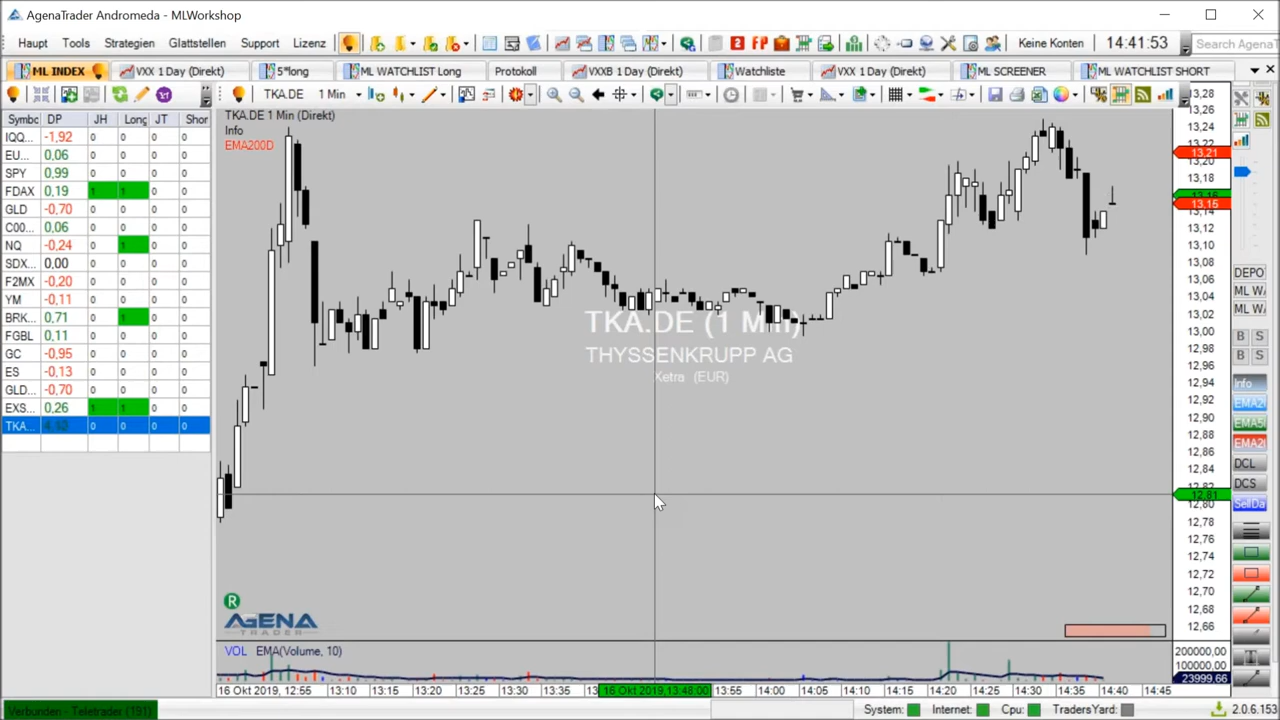 AgenaTrader Andromeda - MLWorkshop
Haupt Tools Strategien Glattstellen Support Lizenz 2 FP Keine Konten 14:41:53 Search AgenaT
ML INDEX VXX 1 Day (Direkt) 5*long ML WATCHLIST Long Protokoll VXXB 1 Day (Direkt) Watchliste VXX 1 Day (Direkt) ML SCREENER ML WATCHLIST SHORT
TKA.DE 1 Min
Symbc DP JH Long JT Shor
IQQ... -1,92 0 0 0 0
EU... 0,06 0 0 0 0
SPY 0,99 0 0 0 0
FDAX 0,19 1 1 0 0
GLD -0,70 0 0 0 0
C00... 0,06 0 0 0 0
NQ -0,24 0 1 0 0
SDX... 0,00 0 0 0 0
F2MX -0,20 0 0 0 0
YM -0,11 0 0 0 0
BRK... 0,71 0 1 0 0
FGBL 0,11 0 0 0 0
GC -0,95 0 0 0 0
ES -0,13 0 0 0 0
GLD... -0,70 0 0 0 0
EXS... 0,26 1 1 0 0
TKA... 0 0 0 0
TKA.DE 1 Min (Direkt)
Info
EMA200D
TKA.DE (1 Min)
THYSSENKRUPP AG
Xetra (EUR)
R
AGENA
TRADER
13,28
13,26
13,24
13,22
13,21
13,18
13,15
13,14
13,12
13,10
13,08
13,06
13,04
13,02
13,00
12,98
12,96
12,94
12,92
12,90
12,88
12,86
12,84
12,82
12,81
12,80
12,78
12,76
12,74
12,72
12,70
12,68
12,66
DEPO
ML W
ML W
B S
B S
Info
EMA2
EMA5
EMA2
DCL
DCS
SellDa
VOL EMA(Volume, 10)
200000,00
100000,00
23999,66
16 Okt 2019, 12:55 13:10 13:20 13:30 16 Okt 2019,13:48:00 13:55 14:00 14:05 14:10 14:15 14:20 14:25 14:30 14:35 14:40 14:45
Verbunden - Teletrader (191) System: Internet: Cpu: TradersYard: 2.0.6.153